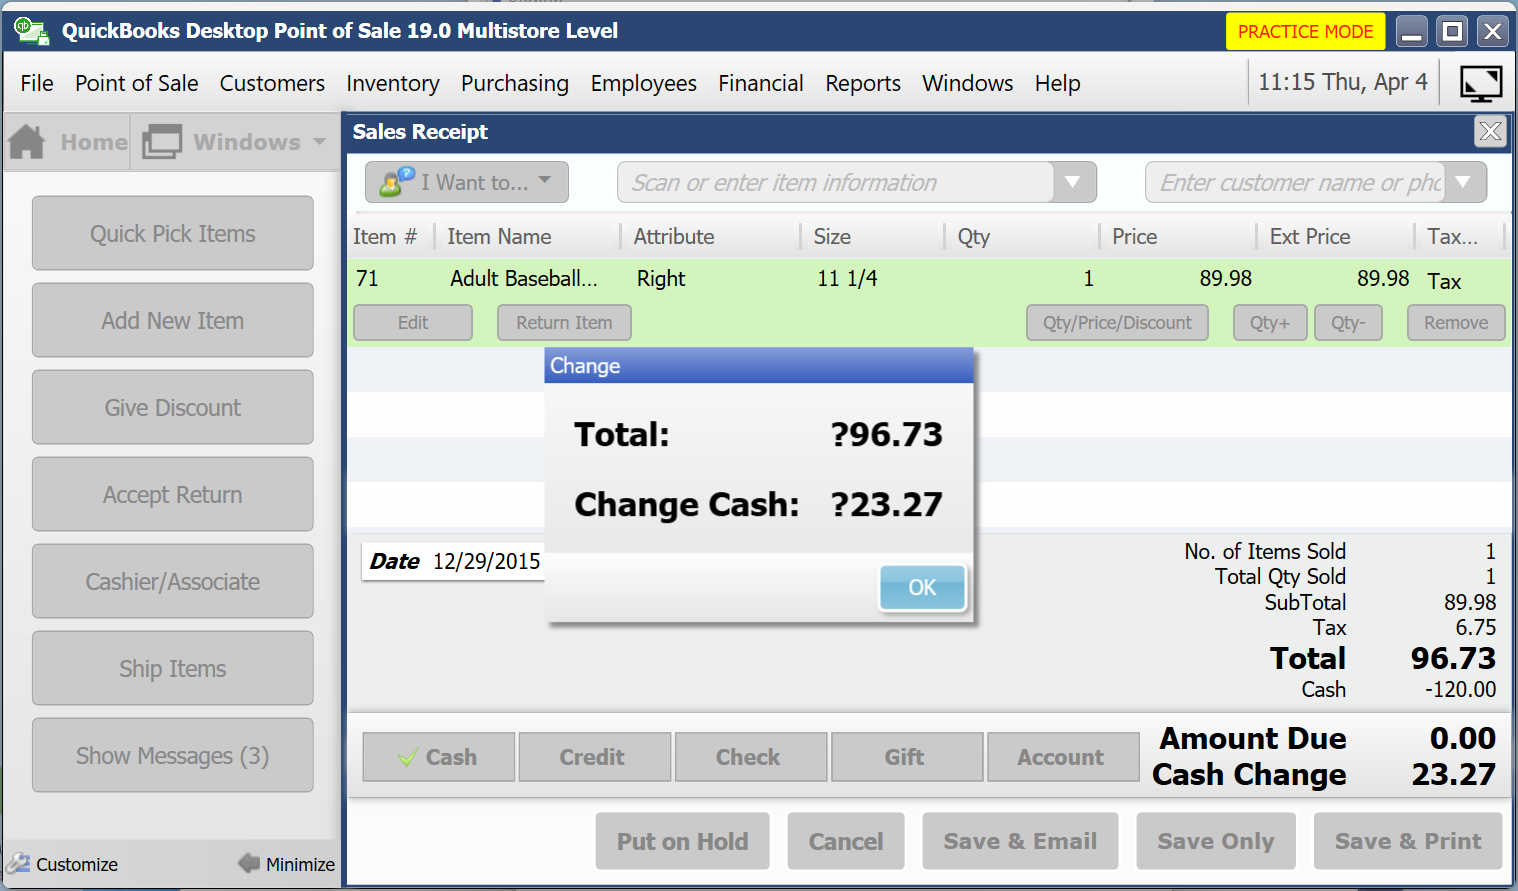 QuickBooks Desktop Point of Sale 19.0 Multistore Level
PRACTICE MODE
File Point of Sale Customers Inventory Purchasing Employees Financial Reports Windows Help
11:15 Thu, Apr 4
Home Windows
Sales Receipt
I Want to...
Scan or enter item information
Enter customer name or phc
Quick Pick Items
Add New Item
Give Discount
Accept Return
Cashier/Associate
Ship Items
Show Messages (3)
Customize
Minimize
Item # Item Name Attribute Size Qty Price Ext Price Tax...
71 Adult Baseball... Right 11 1/4 1 89.98 89.98 Tax
Edit Return Item Qty/Price/Discount Qty+ Qty- Remove
Change
Total: ?96.73
Change Cash: ?23.27
OK
Date 12/29/2015
No. of Items Sold 1
Total Qty Sold 1
SubTotal 89.98
Tax 6.75
Total 96.73
Cash -120.00
Cash Credit Check Gift Account
Amount Due 0.00
Cash Change 23.27
Put on Hold Cancel Save & Email Save Only Save & Print